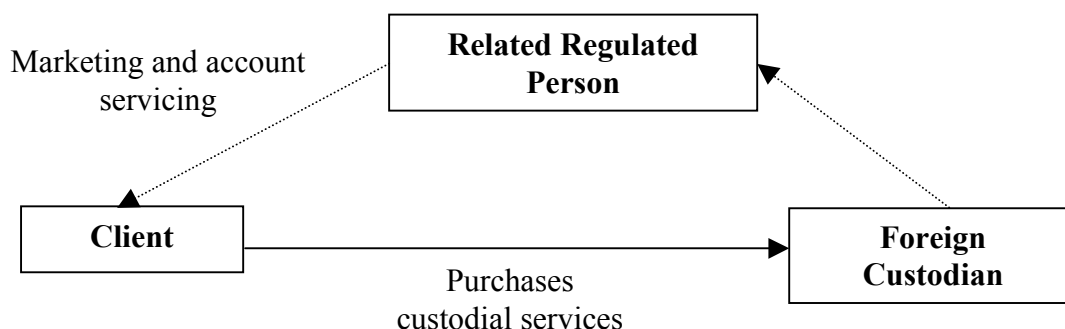 Related Regulated
Person
Marketing and account
servicing
Client
Foreign
Custodian
Purchases
custodial services